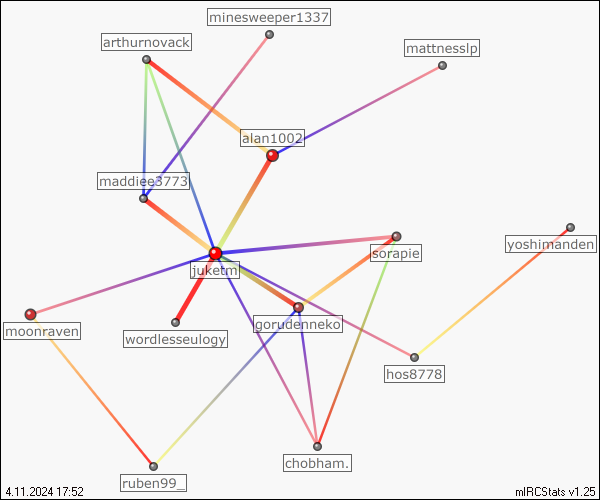 minesweeper1337
arthurnovack
mattnesslp
alan1002
maddiee3773
yoshimanden
sorapie
juketm
gorudenneko
moonraven
wordlesseulogy
hos8778
chobham.
ruben99_
4.11.2024 17:52
mIRCStats v1.25